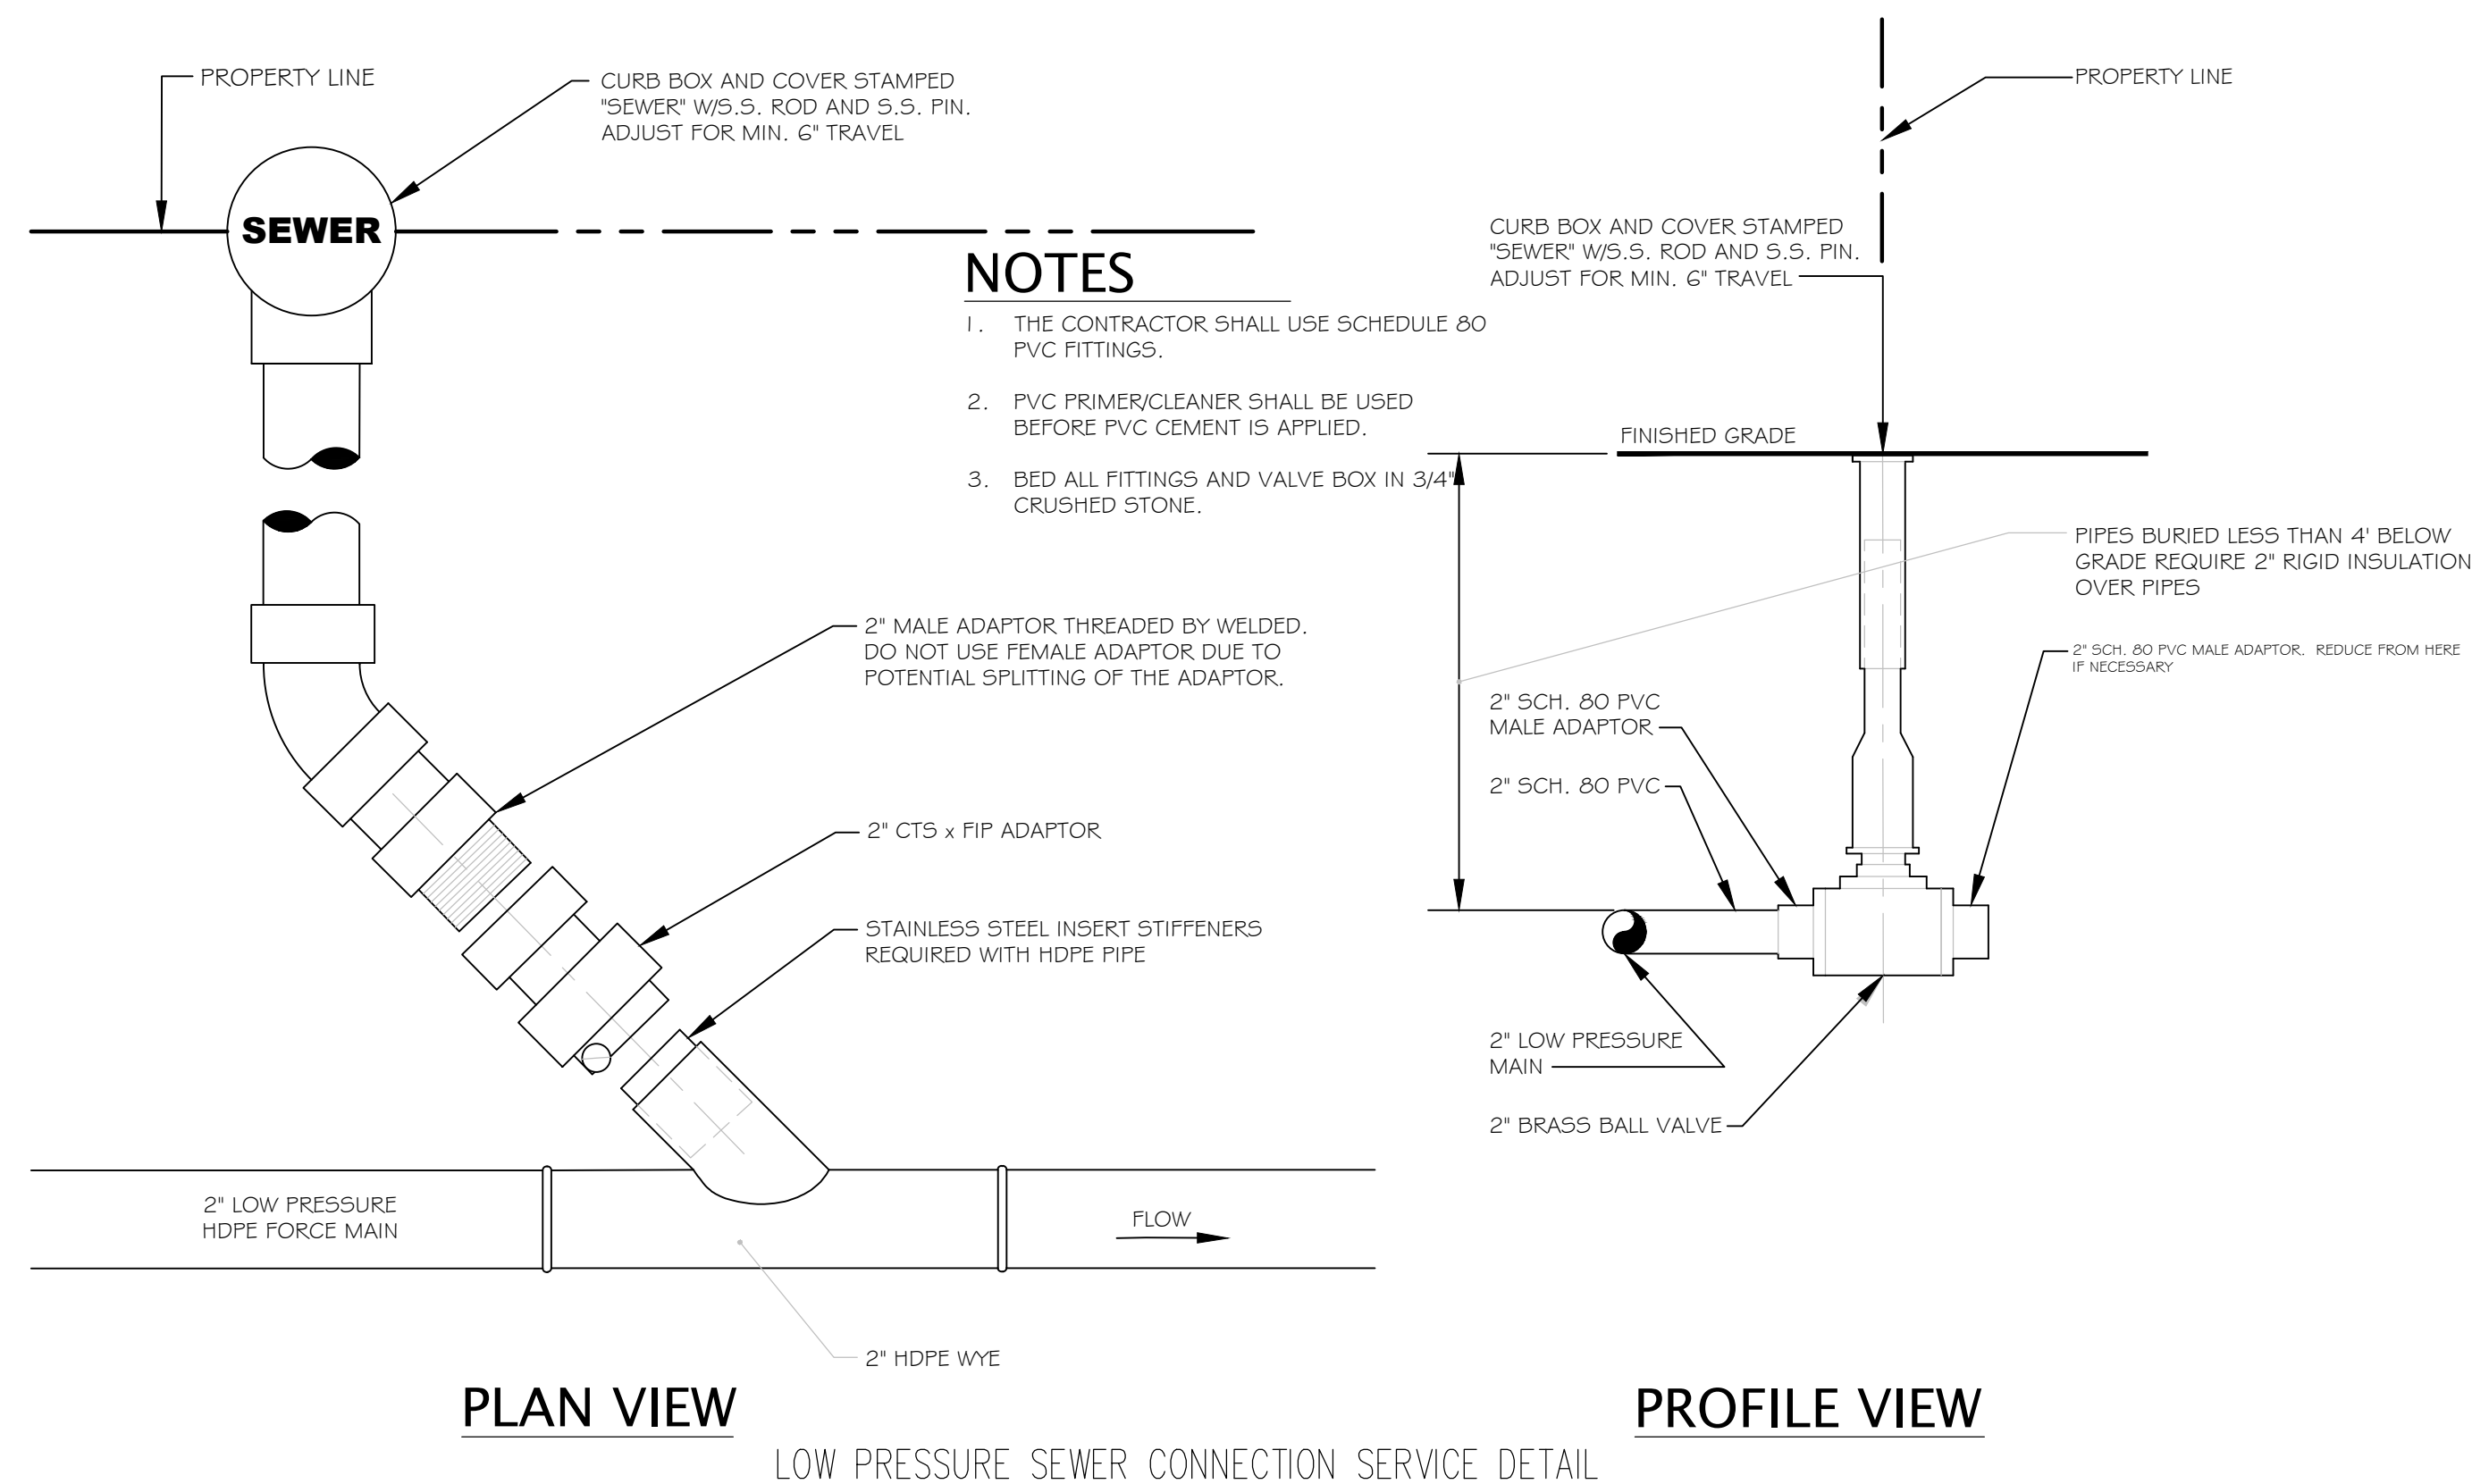 PROPERTY LINE
CURB BOX AND COVER STAMPED
"SEWER" W/S.S. ROD AND S.S. PIN.
ADJUST FOR MIN. 6" TRAVEL
SEWER
NOTES
1. THE CONTRACTOR SHALL USE SCHEDULE 80
PVC FITTINGS.
2. PVC PRIMER/CLEANER SHALL BE USED
BEFORE PVC CEMENT IS APPLIED.
3. BED ALL FITTINGS AND VALVE BOX IN 3/4"
CRUSHED STONE.
2" MALE ADAPTOR THREADED BY WELDED.
DO NOT USE FEMALE ADAPTOR DUE TO
POTENTIAL SPLITTING OF THE ADAPTOR.
2" CTS x FIP ADAPTOR
STAINLESS STEEL INSERT STIFFENERS
REQUIRED WITH HDPE PIPE
2" LOW PRESSURE
HDPE FORCE MAIN
FLOW
2" HDPE WYE
PLAN VIEW
PROPERTY LINE
CURB BOX AND COVER STAMPED
"SEWER" W/S.S. ROD AND S.S. PIN.
ADJUST FOR MIN. 6" TRAVEL
FINISHED GRADE
PIPES BURIED LESS THAN 4' BELOW
GRADE REQUIRE 2" RIGID INSULATION
OVER PIPES
2" SCH. 80 PVC MALE ADAPTOR. REDUCE FROM HERE
IF NECESSARY
2" SCH. 80 PVC
MALE ADAPTOR
2" SCH. 80 PVC
2" LOW PRESSURE
MAIN
2" BRASS BALL VALVE
PROFILE VIEW
LOW PRESSURE SEWER CONNECTION SERVICE DETAIL